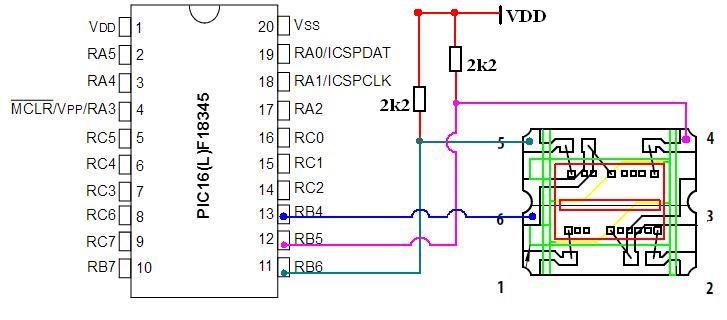 VDD
VDD 1
20 VSS
RA5 2
19 RA0/ICSPDAT
RA4 3
18 RA1/ICSPCLK
MCLR/VPP/RA3 4
17 RA2
RC5 5
16 RC0
RC4 6
15 RC1
RC3 7
14 RC2
RC6 8
13 RB4
RC7 9
12 RB5
RB7 10
11 RB6
PIC16(L)F18345
2k2
2k2
5
4
6
3
1
2